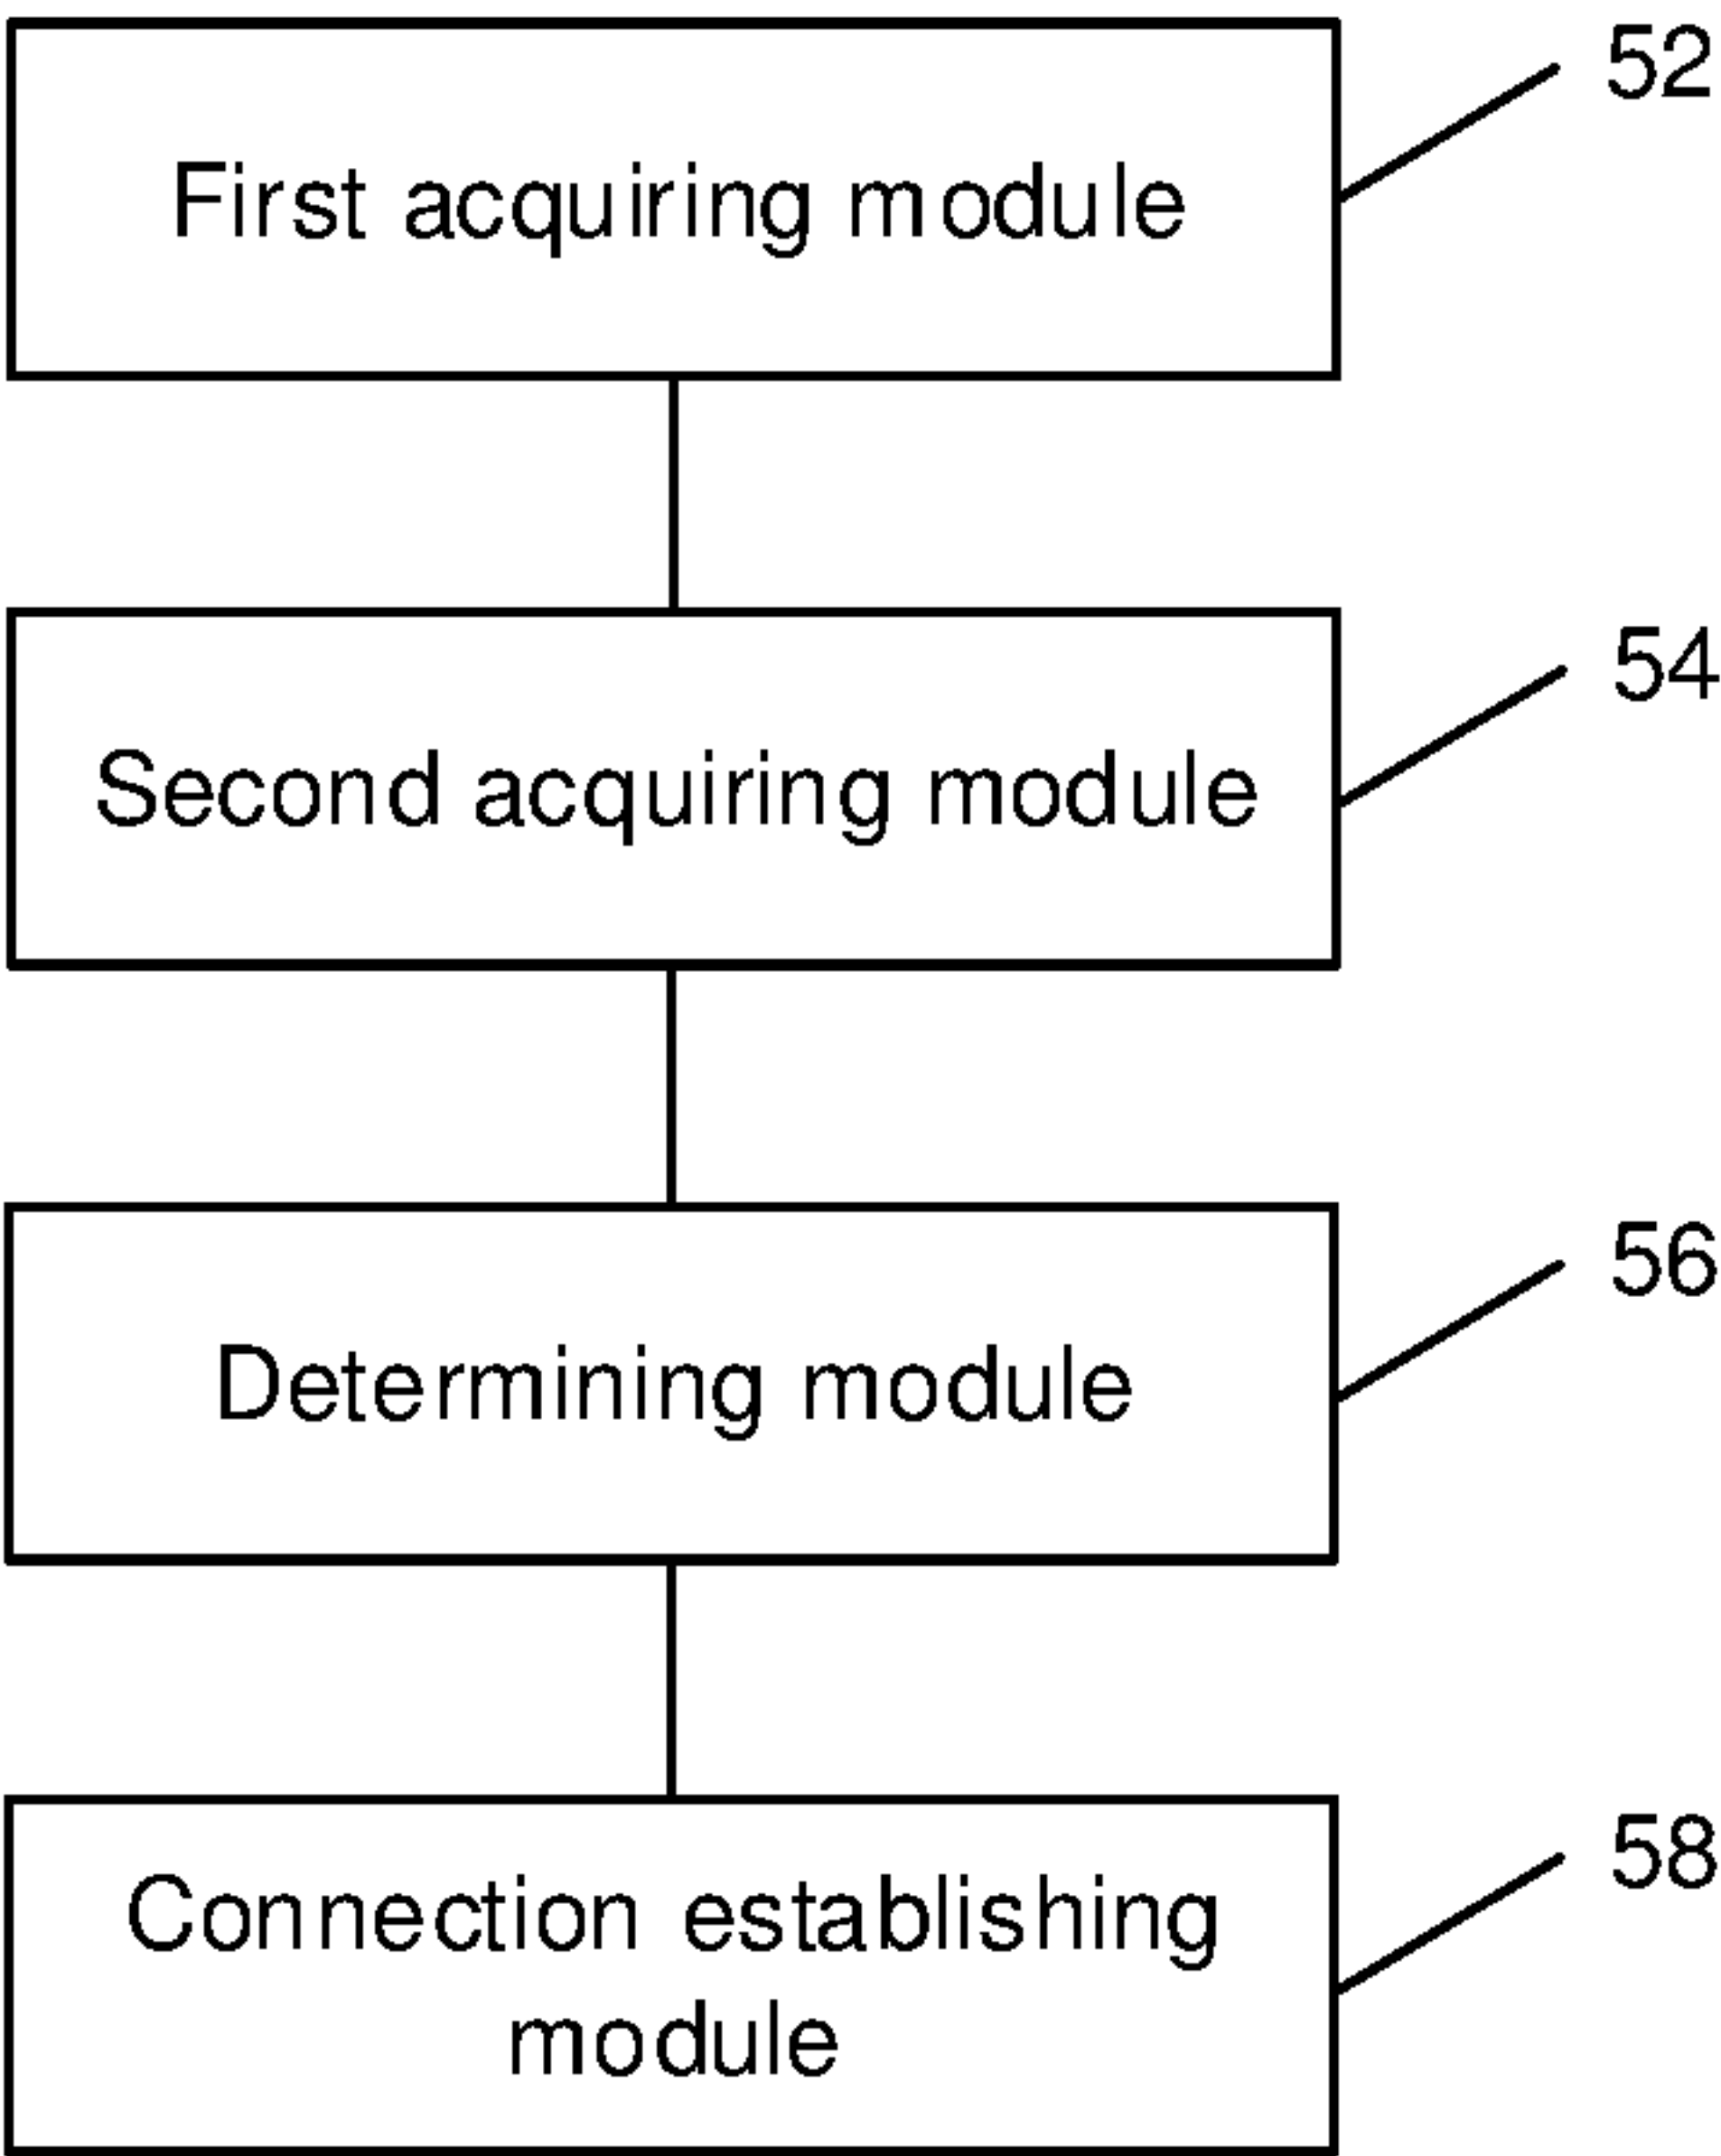 52
First acquiring module
54
Second acquiring module
56
Determining module
58
Connection establishing
module